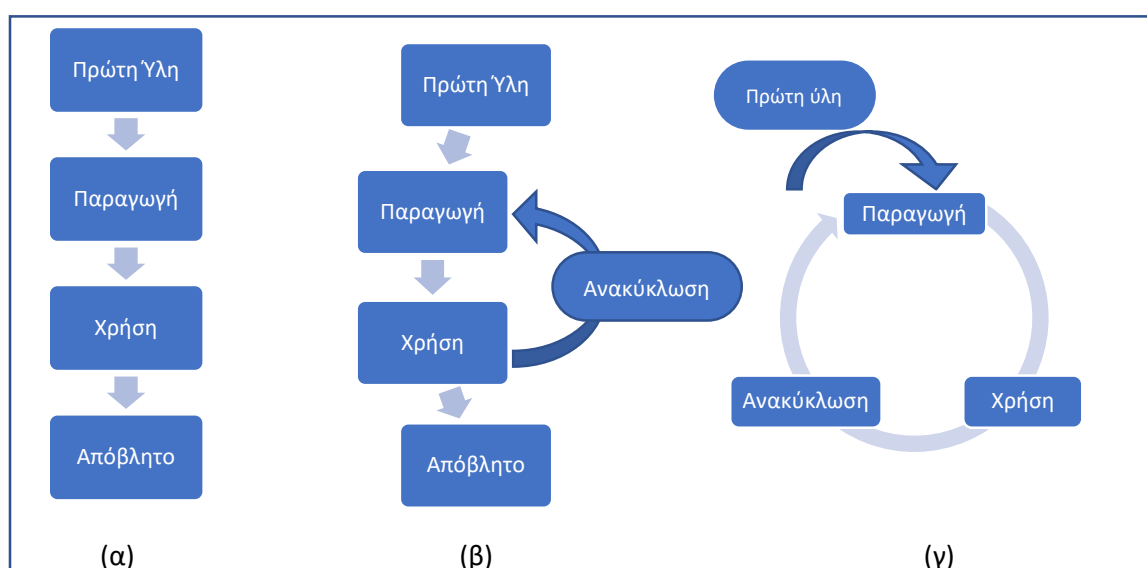 Πρώτη Ύλη
Παραγωγή
Χρήση
Απόβλητο
(α)
Πρώτη Ύλη
Παραγωγή
Ανακύκλωση
Χρήση
Απόβλητο
(β)
Πρώτη ύλη
Παραγωγή
Ανακύκλωση
Χρήση
(γ)